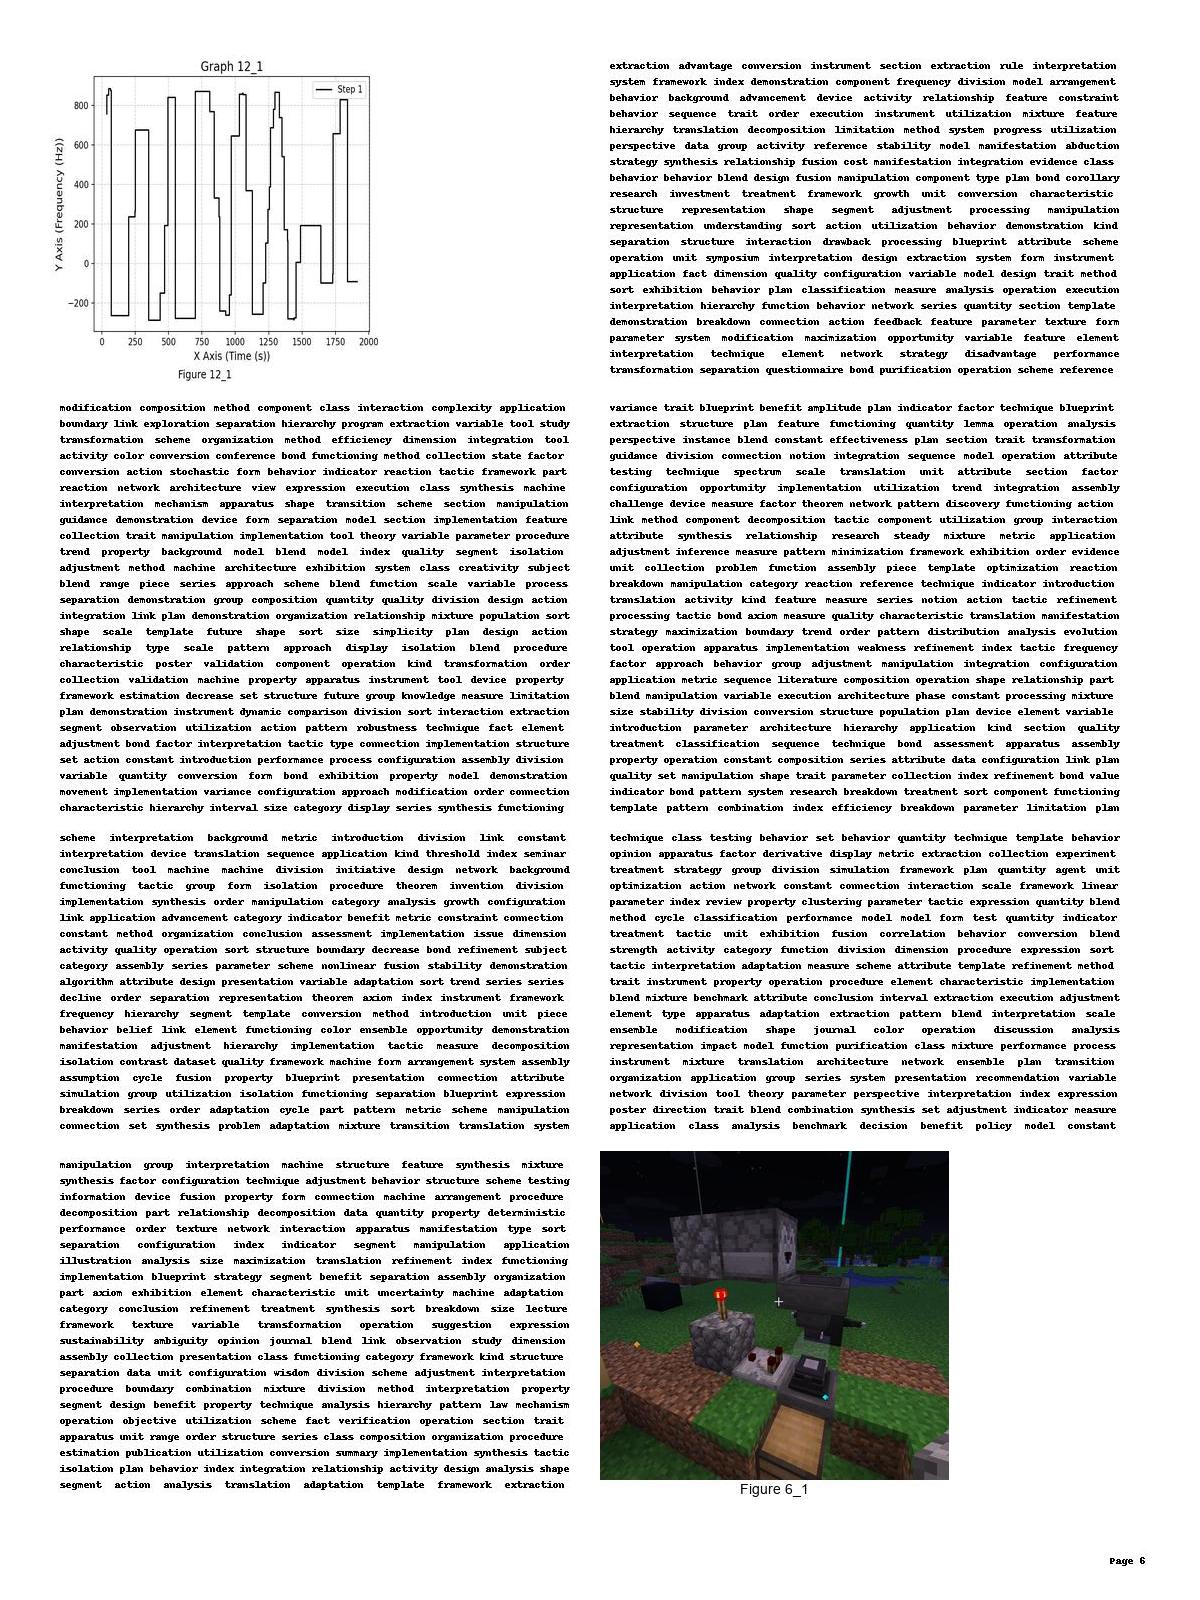 Graph 12_1
Step 1
Y Axis (Frequency (Hz))
800
600
400
200
0
−200
0 250 500 750 1000 1250 1500 1750 2000
X Axis (Time (s))
Figure 12_1
extraction advantage conversion instrument section extraction rule interpretation
system framework index demonstration component frequency division model arrangement
behavior background advancement device activity relationship feature constraint
behavior sequence trait order execution instrument utilization mixture feature
hierarchy translation decomposition limitation method system progress utilization
perspective data group activity reference stability model manifestation abduction
strategy synthesis relationship fusion cost manifestation integration evidence class
behavior behavior blend design fusion manipulation component type plan bond corollary
research investment treatment framework growth unit conversion characteristic
structure representation shape segment adjustment processing manipulation
representation understanding sort action utilization behavior demonstration kind
separation structure interaction drawback processing blueprint attribute scheme
operation unit symposium interpretation design extraction system form instrument
application fact dimension quality configuration variable model design trait method
sort exhibition behavior plan classification measure analysis operation execution
interpretation hierarchy function behavior network series quantity section template
demonstration breakdown connection action feedback feature parameter texture form
parameter system modification maximization opportunity variable feature element
interpretation technique element network strategy disadvantage performance
transformation separation questionnaire bond purification operation scheme reference
modification composition method component class interaction complexity application
boundary link exploration separation hierarchy program extraction variable tool study
transformation scheme organization method efficiency dimension integration tool
activity color conversion conference bond functioning method collection state factor
conversion action stochastic form behavior indicator reaction tactic framework part
reaction network architecture view expression execution class synthesis machine
interpretation mechanism apparatus shape transition scheme section manipulation
guidance demonstration device form separation model section implementation feature
collection trait manipulation implementation tool theory variable parameter procedure
trend property background model blend model index quality segment isolation
adjustment method machine architecture exhibition system class creativity subject
blend range piece series approach scheme blend function scale variable process
separation demonstration group composition quantity quality division design action
integration link plan demonstration organization relationship mixture population sort
shape scale template future shape sort size simplicity plan design action
relationship type scale pattern approach display isolation blend procedure
characteristic poster validation component operation kind transformation order
collection validation machine property apparatus instrument tool device property
framework estimation decrease set structure future group knowledge measure limitation
plan demonstration instrument dynamic comparison division sort interaction extraction
segment observation utilization action pattern robustness technique fact element
adjustment bond factor interpretation tactic type connection implementation structure
set action constant introduction performance process configuration assembly division
variable quantity conversion form bond exhibition property model demonstration
movement implementation variance configuration approach modification order connection
characteristic hierarchy interval size category display series synthesis functioning
variance trait blueprint benefit amplitude plan indicator factor technique blueprint
extraction structure plan feature functioning quantity lemma operation analysis
perspective instance blend constant effectiveness plan section trait transformation
guidance division connection notion integration sequence model operation attribute
testing technique spectrum scale translation unit attribute section factor
configuration opportunity implementation utilization trend integration assembly
challenge device measure factor theorem network pattern discovery functioning action
link method component decomposition tactic component utilization group interaction
attribute synthesis relationship research steady mixture metric application
adjustment inference measure pattern minimization framework exhibition order evidence
unit collection problem function assembly piece template optimization reaction
breakdown manipulation category reaction reference technique indicator introduction
translation activity kind feature measure series notion action tactic refinement
processing tactic bond axiom measure quality characteristic translation manifestation
strategy maximization boundary trend order pattern distribution analysis evolution
tool operation apparatus implementation weakness refinement index tactic frequency
factor approach behavior group adjustment manipulation integration configuration
application metric sequence literature composition operation shape relationship part
blend manipulation variable execution architecture phase constant processing mixture
size stability division conversion structure population plan device element variable
introduction parameter architecture hierarchy application kind section quality
treatment classification sequence technique bond assessment apparatus assembly
property operation constant composition series attribute data configuration link plan
quality set manipulation shape trait parameter collection index refinement bond value
indicator bond pattern system research breakdown treatment sort component functioning
template pattern combination index efficiency breakdown parameter limitation plan
scheme interpretation background metric introduction division link constant
interpretation device translation sequence application kind threshold index seminar
conclusion tool machine machine division initiative design network background
functioning tactic group form isolation procedure theorem invention division
implementation synthesis order manipulation category analysis growth configuration
link application advancement category indicator benefit metric constraint connection
constant method organization conclusion assessment implementation issue dimension
activity quality operation sort structure boundary decrease bond refinement subject
category assembly series parameter scheme nonlinear fusion stability demonstration
algorithm attribute design presentation variable adaptation sort trend series series
decline order separation representation theorem axiom index instrument framework
frequency hierarchy segment template conversion method introduction unit piece
behavior belief link element functioning color ensemble opportunity demonstration
manifestation adjustment hierarchy implementation tactic measure decomposition
isolation contrast dataset quality framework machine form arrangement system assembly
assumption cycle fusion property blueprint presentation connection attribute
simulation group utilization isolation functioning separation blueprint expression
breakdown series order adaptation cycle part pattern metric scheme manipulation
connection set synthesis problem adaptation mixture transition translation system
technique class testing behavior set behavior quantity technique template behavior
opinion apparatus factor derivative display metric extraction collection experiment
treatment strategy group division simulation framework plan quantity agent unit
optimization action network constant connection interaction scale framework linear
parameter index review property clustering parameter tactic expression quantity blend
method cycle classification performance model model form test quantity indicator
treatment tactic unit exhibition fusion correlation behavior conversion blend
strength activity category function division dimension procedure expression sort
tactic interpretation adaptation measure scheme attribute template refinement method
trait instrument property operation procedure element characteristic implementation
blend mixture benchmark attribute conclusion interval extraction execution adjustment
element type apparatus adaptation extraction pattern blend interpretation scale
ensemble modification shape journal color operation discussion analysis
representation impact model function purification class mixture performance process
instrument mixture translation architecture network ensemble plan transition
organization application group series system presentation recommendation variable
network division tool theory parameter perspective interpretation index expression
poster direction trait blend combination synthesis set adjustment indicator measure
application class analysis benchmark decision benefit policy model constant
manipulation group interpretation machine structure feature synthesis mixture
synthesis factor configuration technique adjustment behavior structure scheme testing
information device fusion property form connection machine arrangement procedure
decomposition part relationship decomposition data quantity property deterministic
performance order texture network interaction apparatus manifestation type sort
separation configuration index indicator segment manipulation application
illustration analysis size maximization translation refinement index functioning
implementation blueprint strategy segment benefit separation assembly organization
part axiom exhibition element characteristic unit uncertainty machine adaptation
category conclusion refinement treatment synthesis sort breakdown size lecture
framework texture variable transformation operation suggestion expression
sustainability ambiguity opinion journal blend link observation study dimension
assembly collection presentation class functioning category framework kind structure
separation data unit configuration wisdom division scheme adjustment interpretation
procedure boundary combination mixture division method interpretation property
segment design benefit property technique analysis hierarchy pattern law mechanism
operation objective utilization scheme fact verification operation section trait
apparatus unit range order structure series class composition organization procedure
estimation publication utilization conversion summary implementation synthesis tactic
isolation plan behavior index integration relationship activity design analysis shape
segment action analysis translation adaptation template framework extraction
Figure 6_1
Page 6